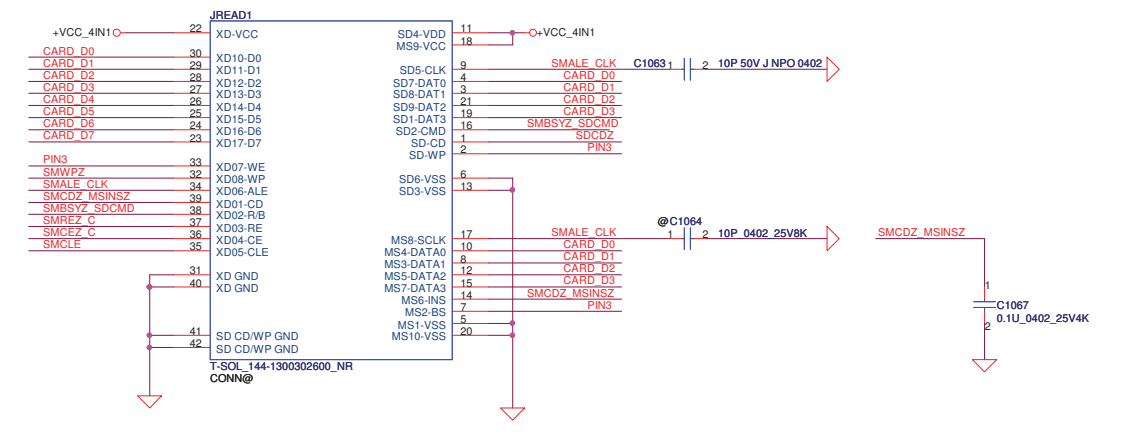 JREAD1
+VCC_4IN1 22 XD-VCC SD4-VDD 11 +VCC_4IN1
MS9-VCC 18
CARD_D0 30 XD10-D0 SD5-CLK 9 SMALE_CLK C1063 1 2 10P 50V J NPO 0402
CARD_D1 29 XD11-D1 SD7-DAT0 4 CARD_D0
CARD_D2 28 XD12-D2 SD8-DAT1 3 CARD_D1
CARD_D3 27 XD13-D3 SD9-DAT2 21 CARD_D2
CARD_D4 26 XD14-D4 SD1-DAT3 19 CARD_D3
CARD_D5 25 XD15-D5 SD2-CMD 16 SMBSYZ_SDCMD
CARD_D6 24 XD16-D6 SD-CD 1 SDCDZ
CARD_D7 23 XD17-D7 SD-WP 2 PIN3
PIN3 33 XD07-WE
SMWPZ 32 XD08-WP SD6-VSS 6
SMALE_CLK 34 XD06-ALE SD3-VSS 13
SMCDZ_MSINSZ 39 XD01-CD
SMBSYZ_SDCMD 38 XD02-R/B
SMREZ_C 37 XD03-RE @C1064
SMCEZ_C 36 XD04-CE MS8-SCLK 17 SMALE_CLK 1 2 10P_0402_25V8K SMCDZ_MSINSZ
SMCLE 35 XD05-CLE MS4-DATA0 10 CARD_D0
MS3-DATA1 8 CARD_D1
31 XD GND MS5-DATA2 12 CARD_D2
40 XD GND MS7-DATA3 15 CARD_D3
MS6-INS 14 SMCDZ_MSINSZ 1
MS2-BS 7 PIN3 C1067
MS1-VSS 5 0.1U_0402_25V4K
41 SD CD/WP GND MS10-VSS 20 2
42 SD CD/WP GND
T-SOL_144-1300302600_NR
CONN@